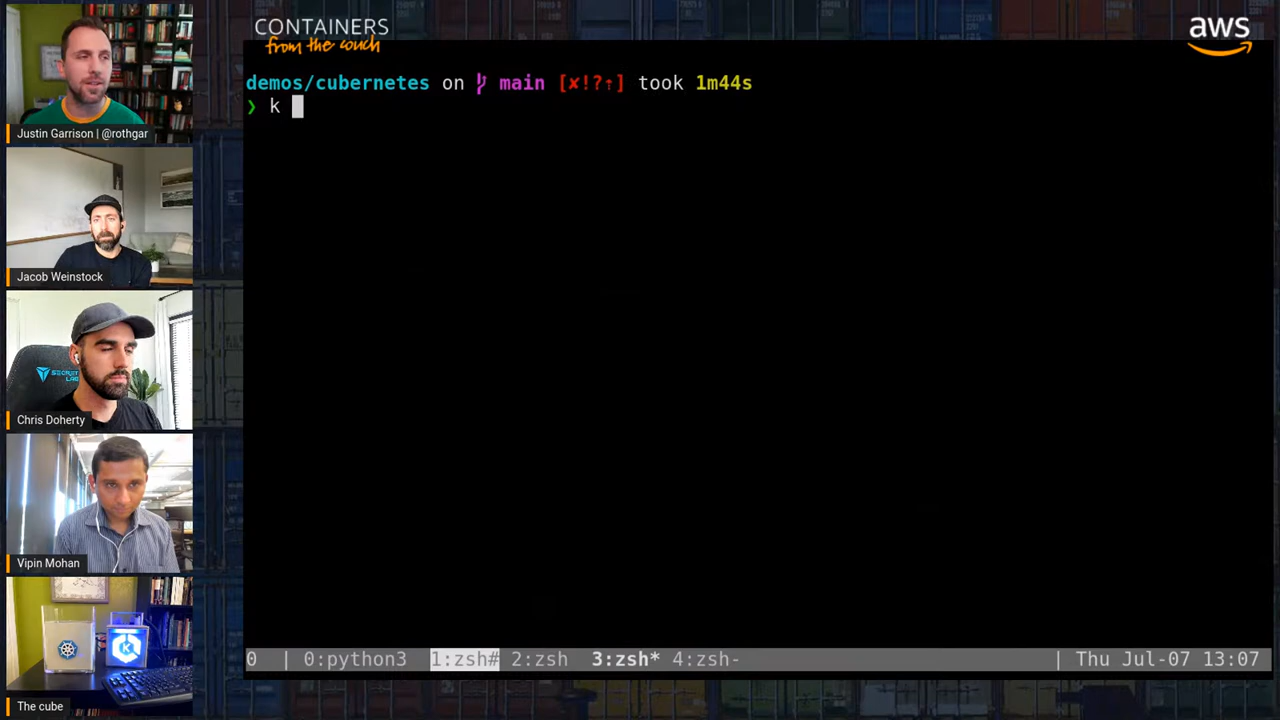 CONTAINERS
from the couch
aws
demos/cubernetes on main [✘!?⇡] took 1m44s
❯ k
Justin Garrison | @rothgar
Jacob Weinstock
SECRET
LAB
Chris Doherty
Vipin Mohan
K
The cube
0 | 0:python3 1:zsh# 2:zsh 3:zsh* 4:zsh- | Thu Jul-07 13:07